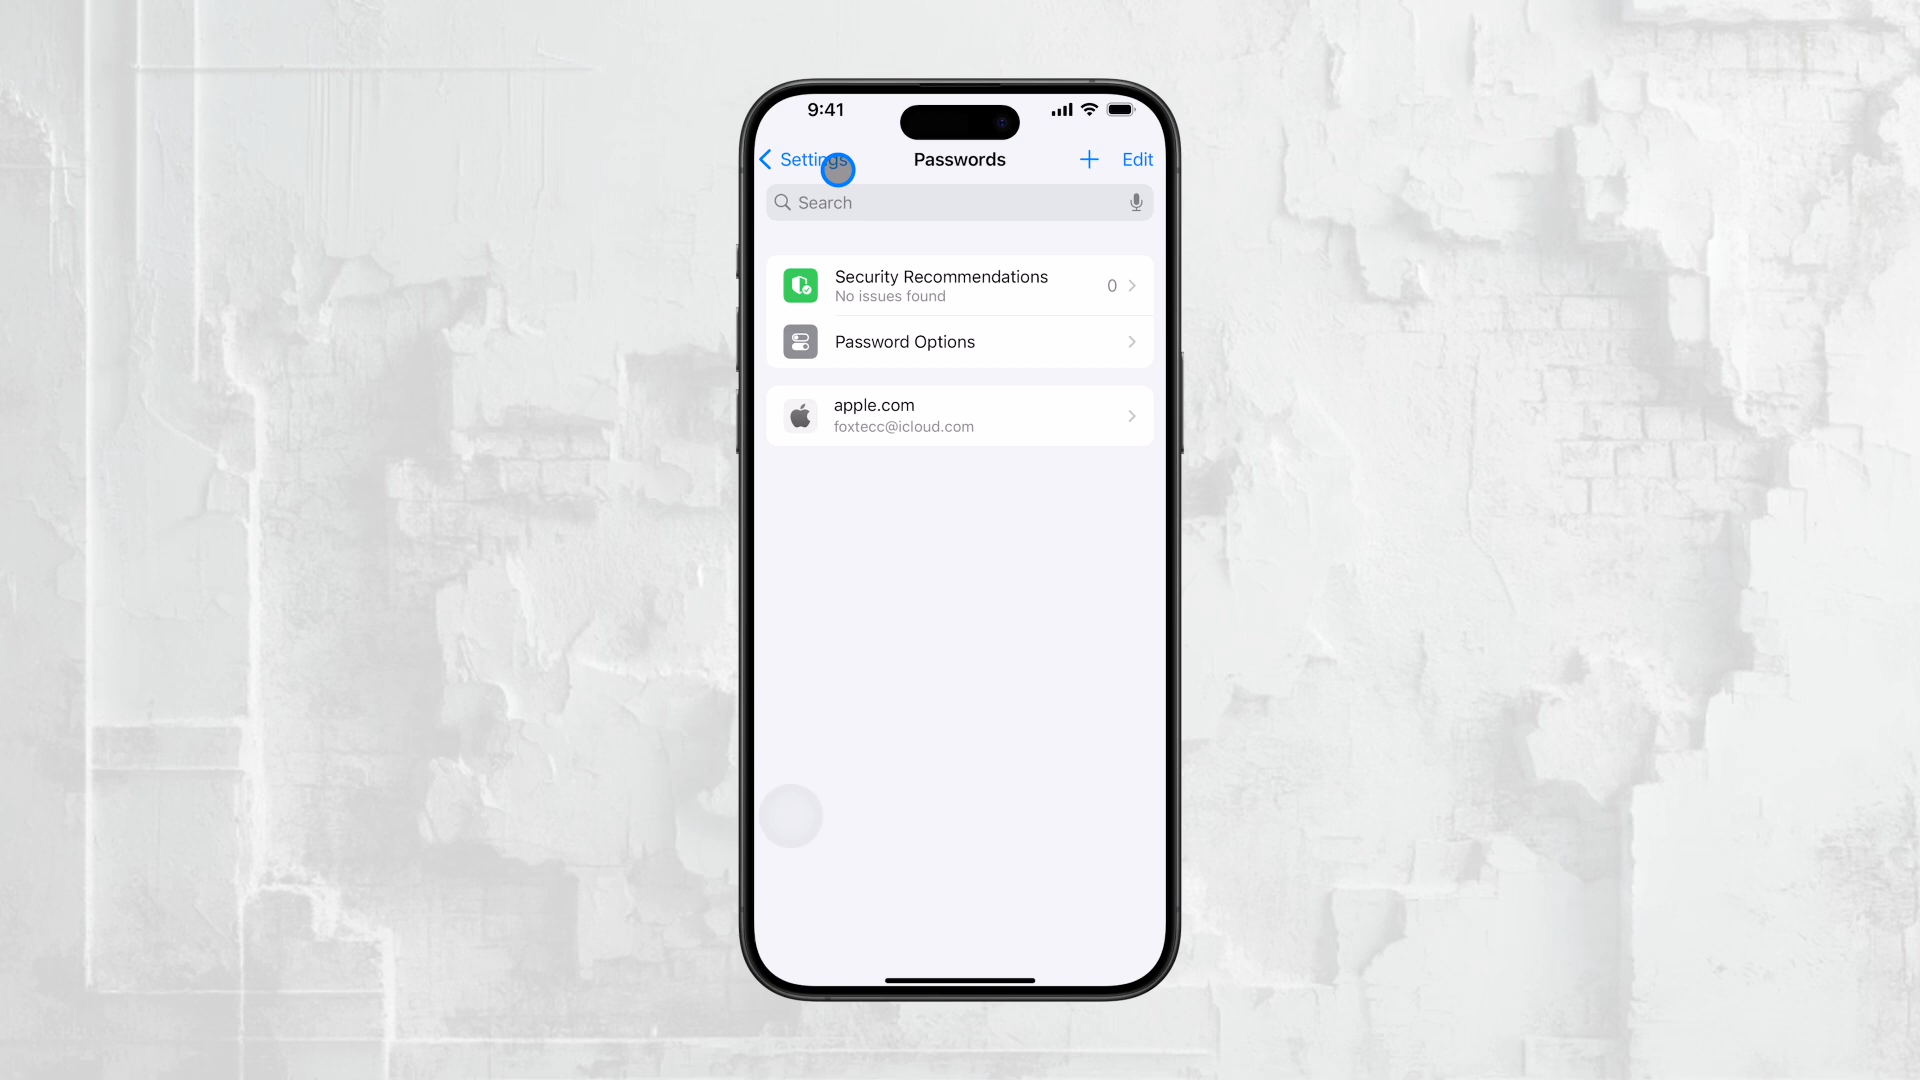 9:41
Settings
Passwords
Edit
Search
Security Recommendations
No issues found
0
Password Options
apple.com
foxtecc@icloud.com